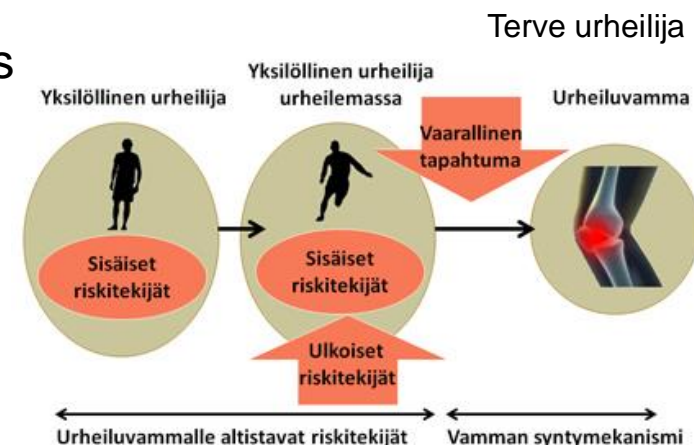 Terve urheilija
s
Yksilöllinen urheilija
Yksilöllinen urheilija
urheilemassa
Urheiluvamma
Vaarallinen
tapahtuma
Sisäiset
riskitekijät
Sisäiset
riskitekijät
Ulkoiset
riskitekijät
Urheiluvammalle altistavat riskitekijät
Vamman syntymekanismi